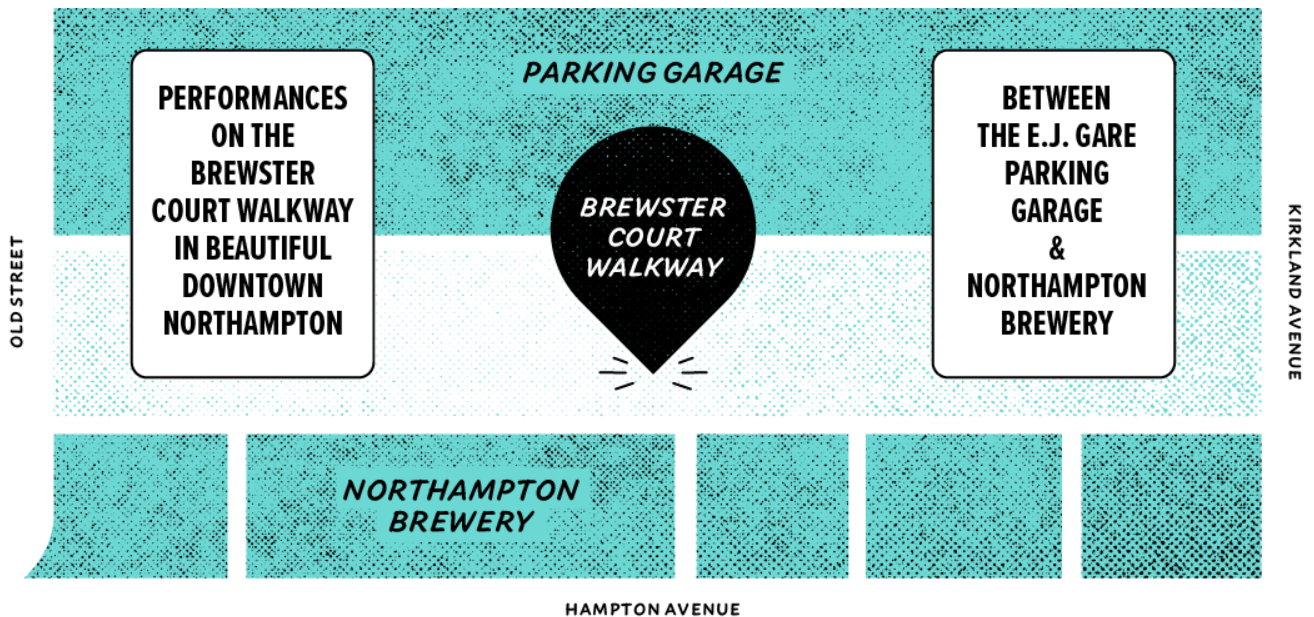 PARKING GARAGE
PERFORMANCES
ON THE
BREWSTER
COURT WALKWAY
IN BEAUTIFUL
DOWNTOWN
NORTHAMPTON
BREWSTER
COURT
WALKWAY
BETWEEN
THE E.J. GARE
PARKING
GARAGE
&
NORTHAMPTON
BREWERY
OLD STREET
KIRKLAND AVENUE
NORTHAMPTON
BREWERY
HAMPTON AVENUE